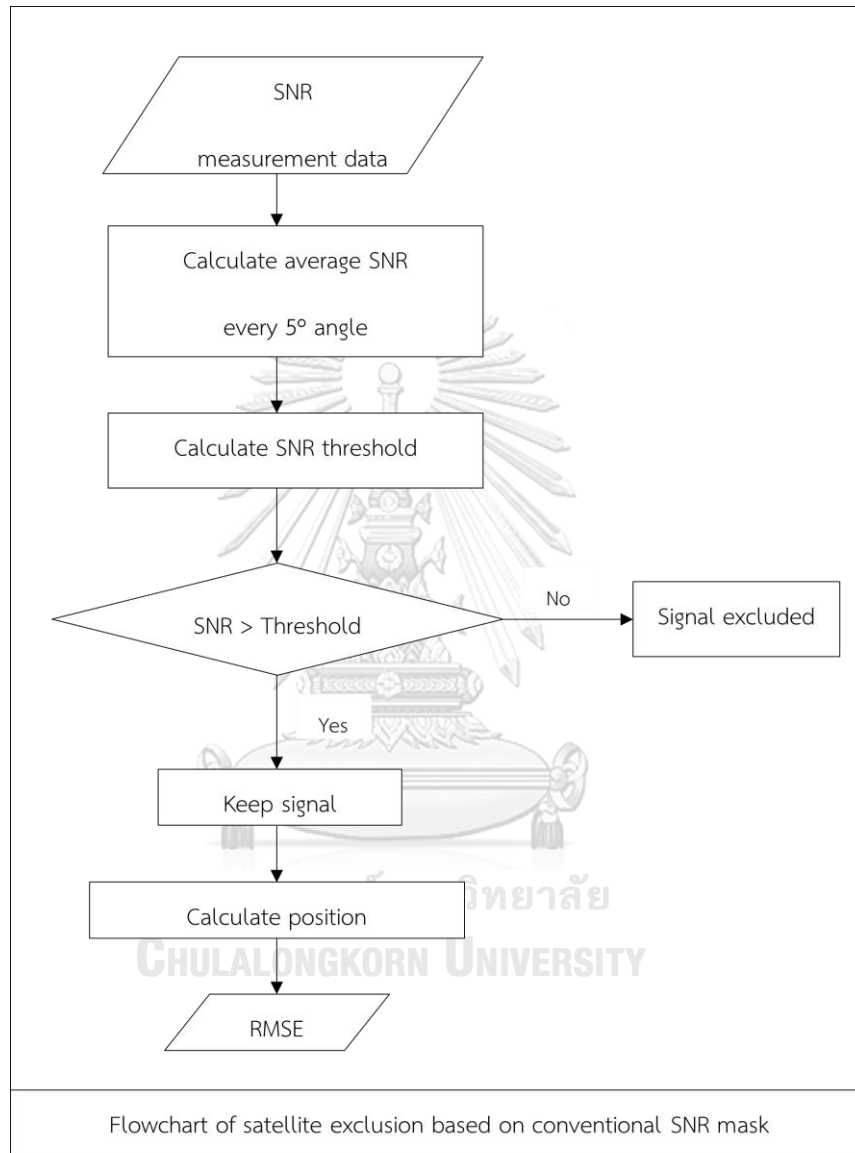 SNR
measurement data
Calculate average SNR
every 5° angle
Calculate SNR threshold
SNR > Threshold
No
Signal excluded
Yes
Keep signal
Calculate position
วิทยาลัย
CHULALONGKORN UNIVERSITY
RMSE
Flowchart of satellite exclusion based on conventional SNR mask